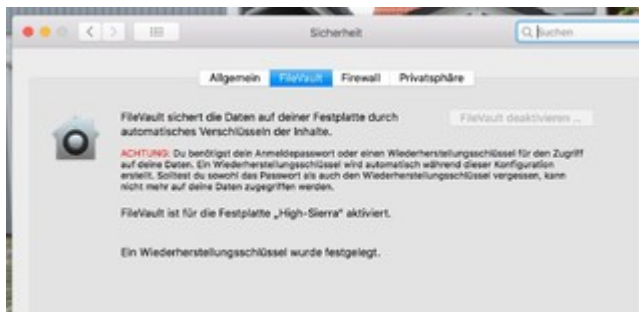 Sicherheit
Suchen
Allgemein FileVault Firewall Privatsphäre
FileVault sichert die Daten auf deiner Festplatte durch
automatisches Verschlüsseln der Inhalte.
FileVault deaktivieren ...
ACHTUNG: Du benötigst dein Anmeldepasswort oder einen Wiederherstellungsschlüssel für den Zugriff
auf deine Daten. Ein Wiederherstellungsschlüssel wird automatisch während dieser Konfiguration
erstellt. Solltest du sowohl das Passwort als auch den Wiederherstellungsschlüssel vergessen, kann
nicht mehr auf deine Daten zugegriffen werden.
FileVault ist für die Festplatte „High-Sierra“ aktiviert.
Ein Wiederherstellungsschlüssel wurde festgelegt.